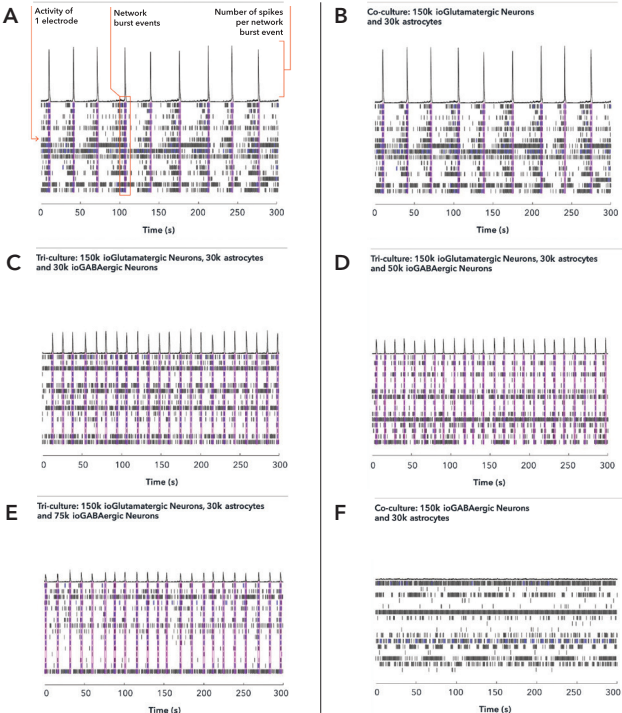 A
Activity of
1 electrode
Network
burst events
Number of spikes
per network
burst event
0 50 100 150 200 250 300
Time (s)
B
Co-culture: 150k ioGlutamatergic Neurons
and 30k astrocytes
0 50 100 150 200 250 300
Time (s)
C
Tri-culture: 150k ioGlutamatergic Neurons, 30k astrocytes
and 30k ioGABAergic Neurons
0 50 100 150 200 250 300
Time (s)
D
Tri-culture: 150k ioGlutamatergic Neurons, 30k astrocytes
and 50k ioGABAergic Neurons
0 50 100 150 200 250 300
Time (s)
E
Tri-culture: 150k ioGlutamatergic Neurons, 30k astrocytes
and 75k ioGABAergic Neurons
0 50 100 150 200 250 300
Time (s)
F
Co-culture: 150k ioGABAergic Neurons
and 30k astrocytes
0 50 100 150 200 250 300
Time (s)